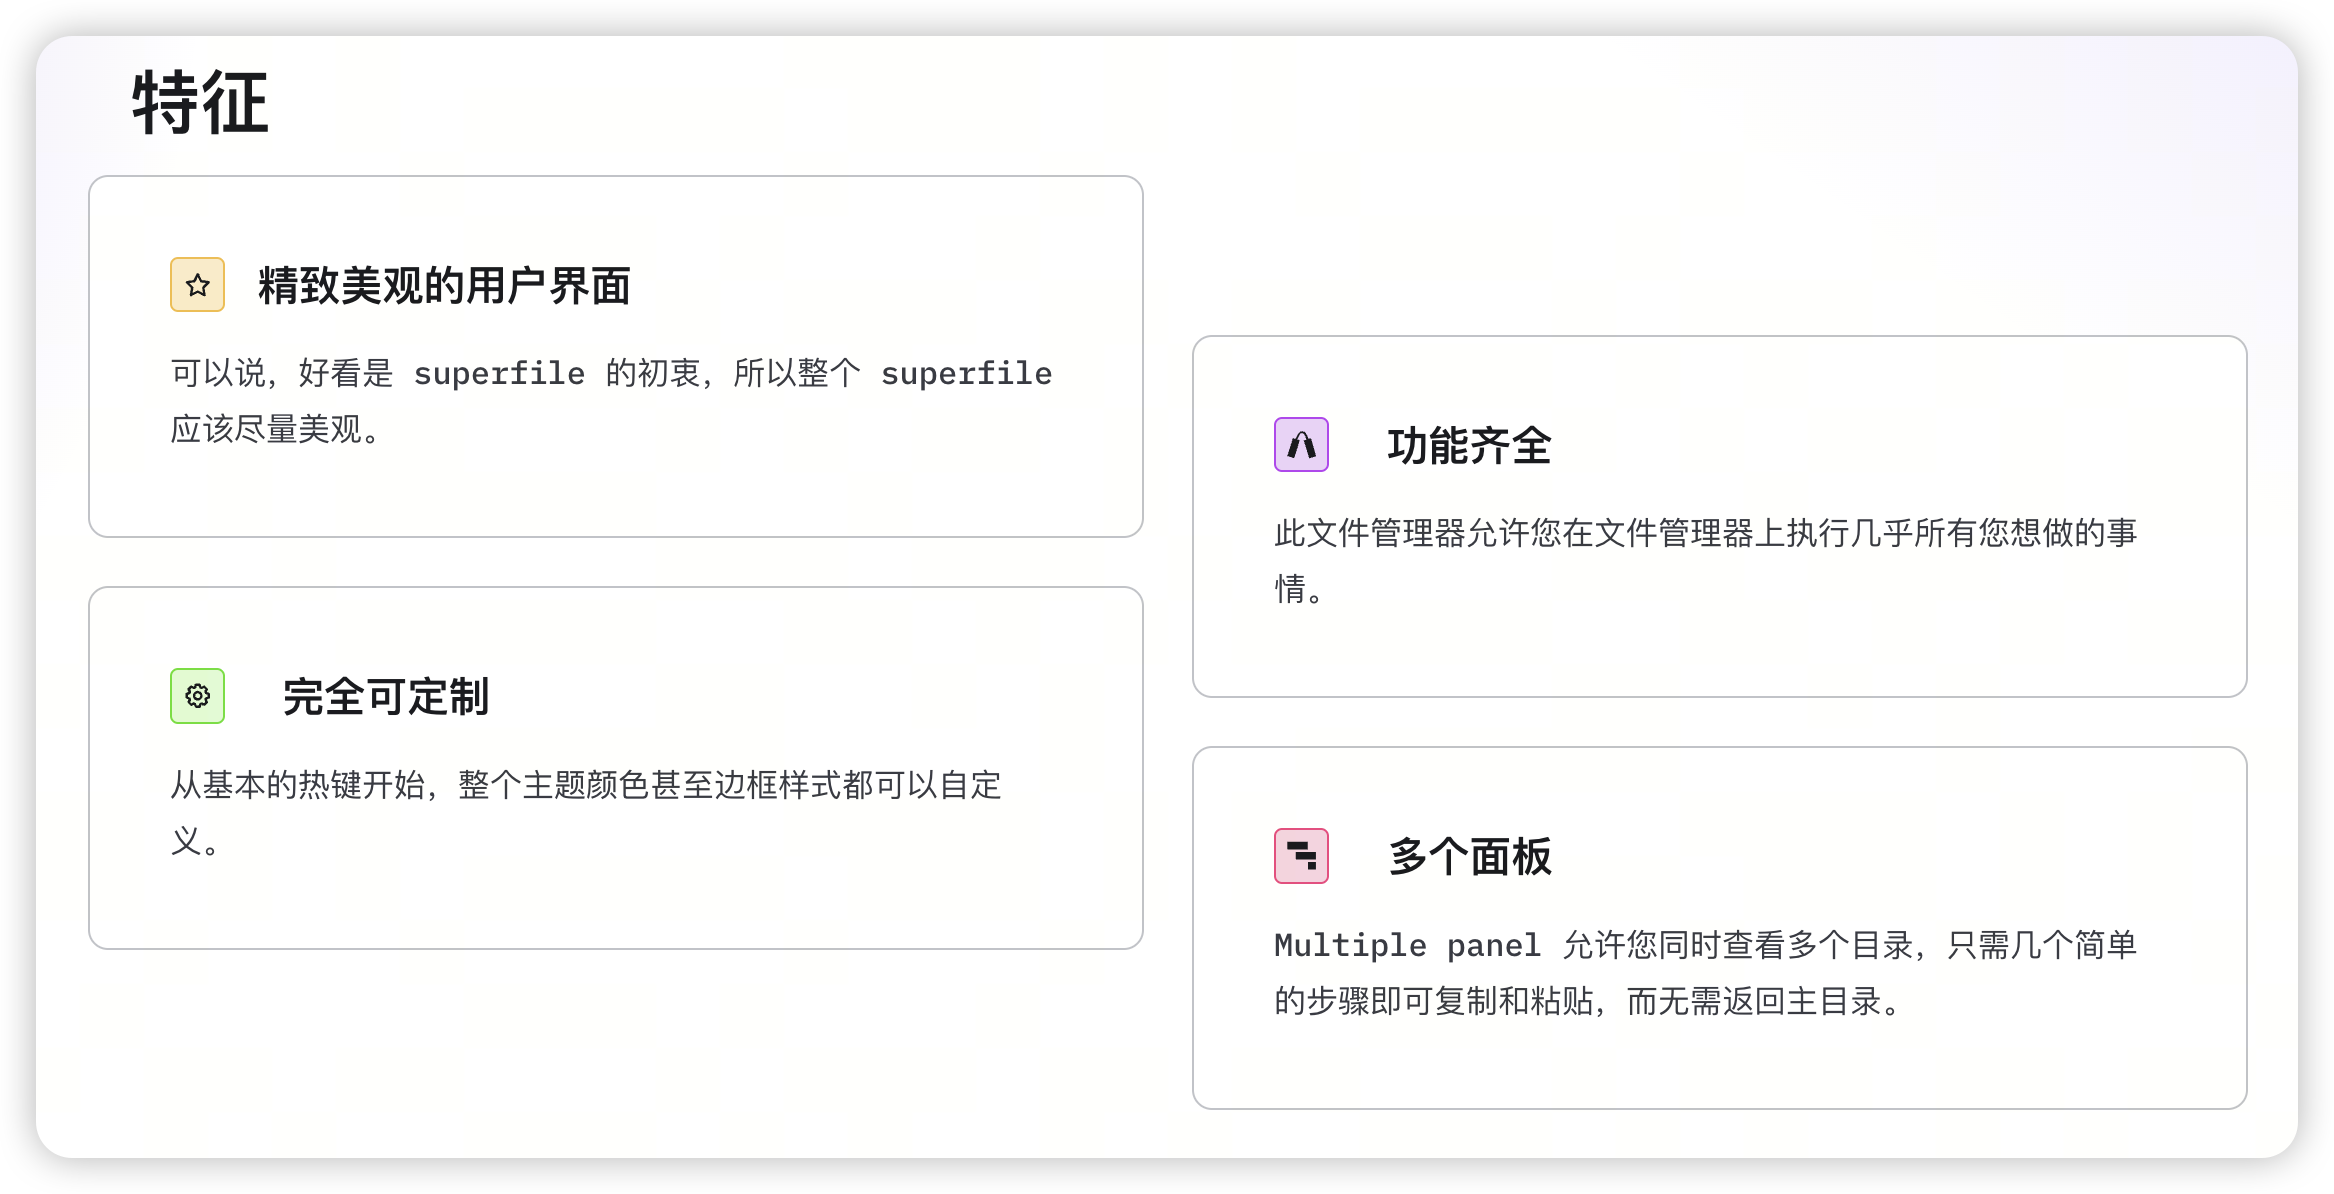 特征
精致美观的用户界面
可以说，好看是 superfile 的初衷，所以整个 superfile
应该尽量美观。
功能齐全
此文件管理器允许您在文件管理器上执行几乎所有您想做的事
情。
完全可定制
从基本的热键开始，整个主题颜色甚至边框样式都可以自定
义。
多个面板
Multiple panel 允许您同时查看多个目录，只需几个简单
的步骤即可复制和粘贴，而无需返回主目录。